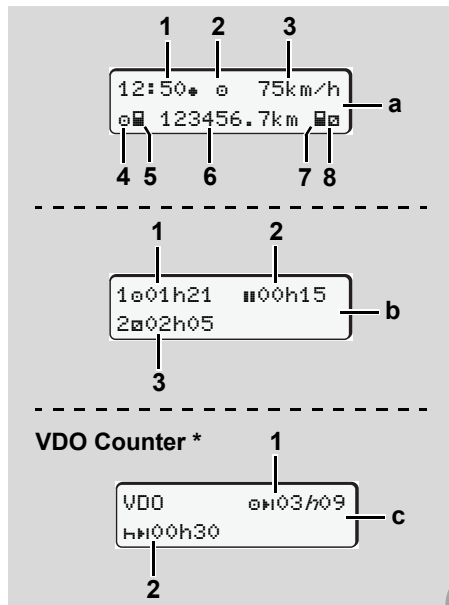 1 2 3
12:50● ⊙ 75km/h
a
⊙ 123456.7km
4 5 6 7 8
1 2
1⊙01h21 00h15
b
2⧄02h05
3
VDO Counter * 1
VDO ⊙03h09
c
00h30
2